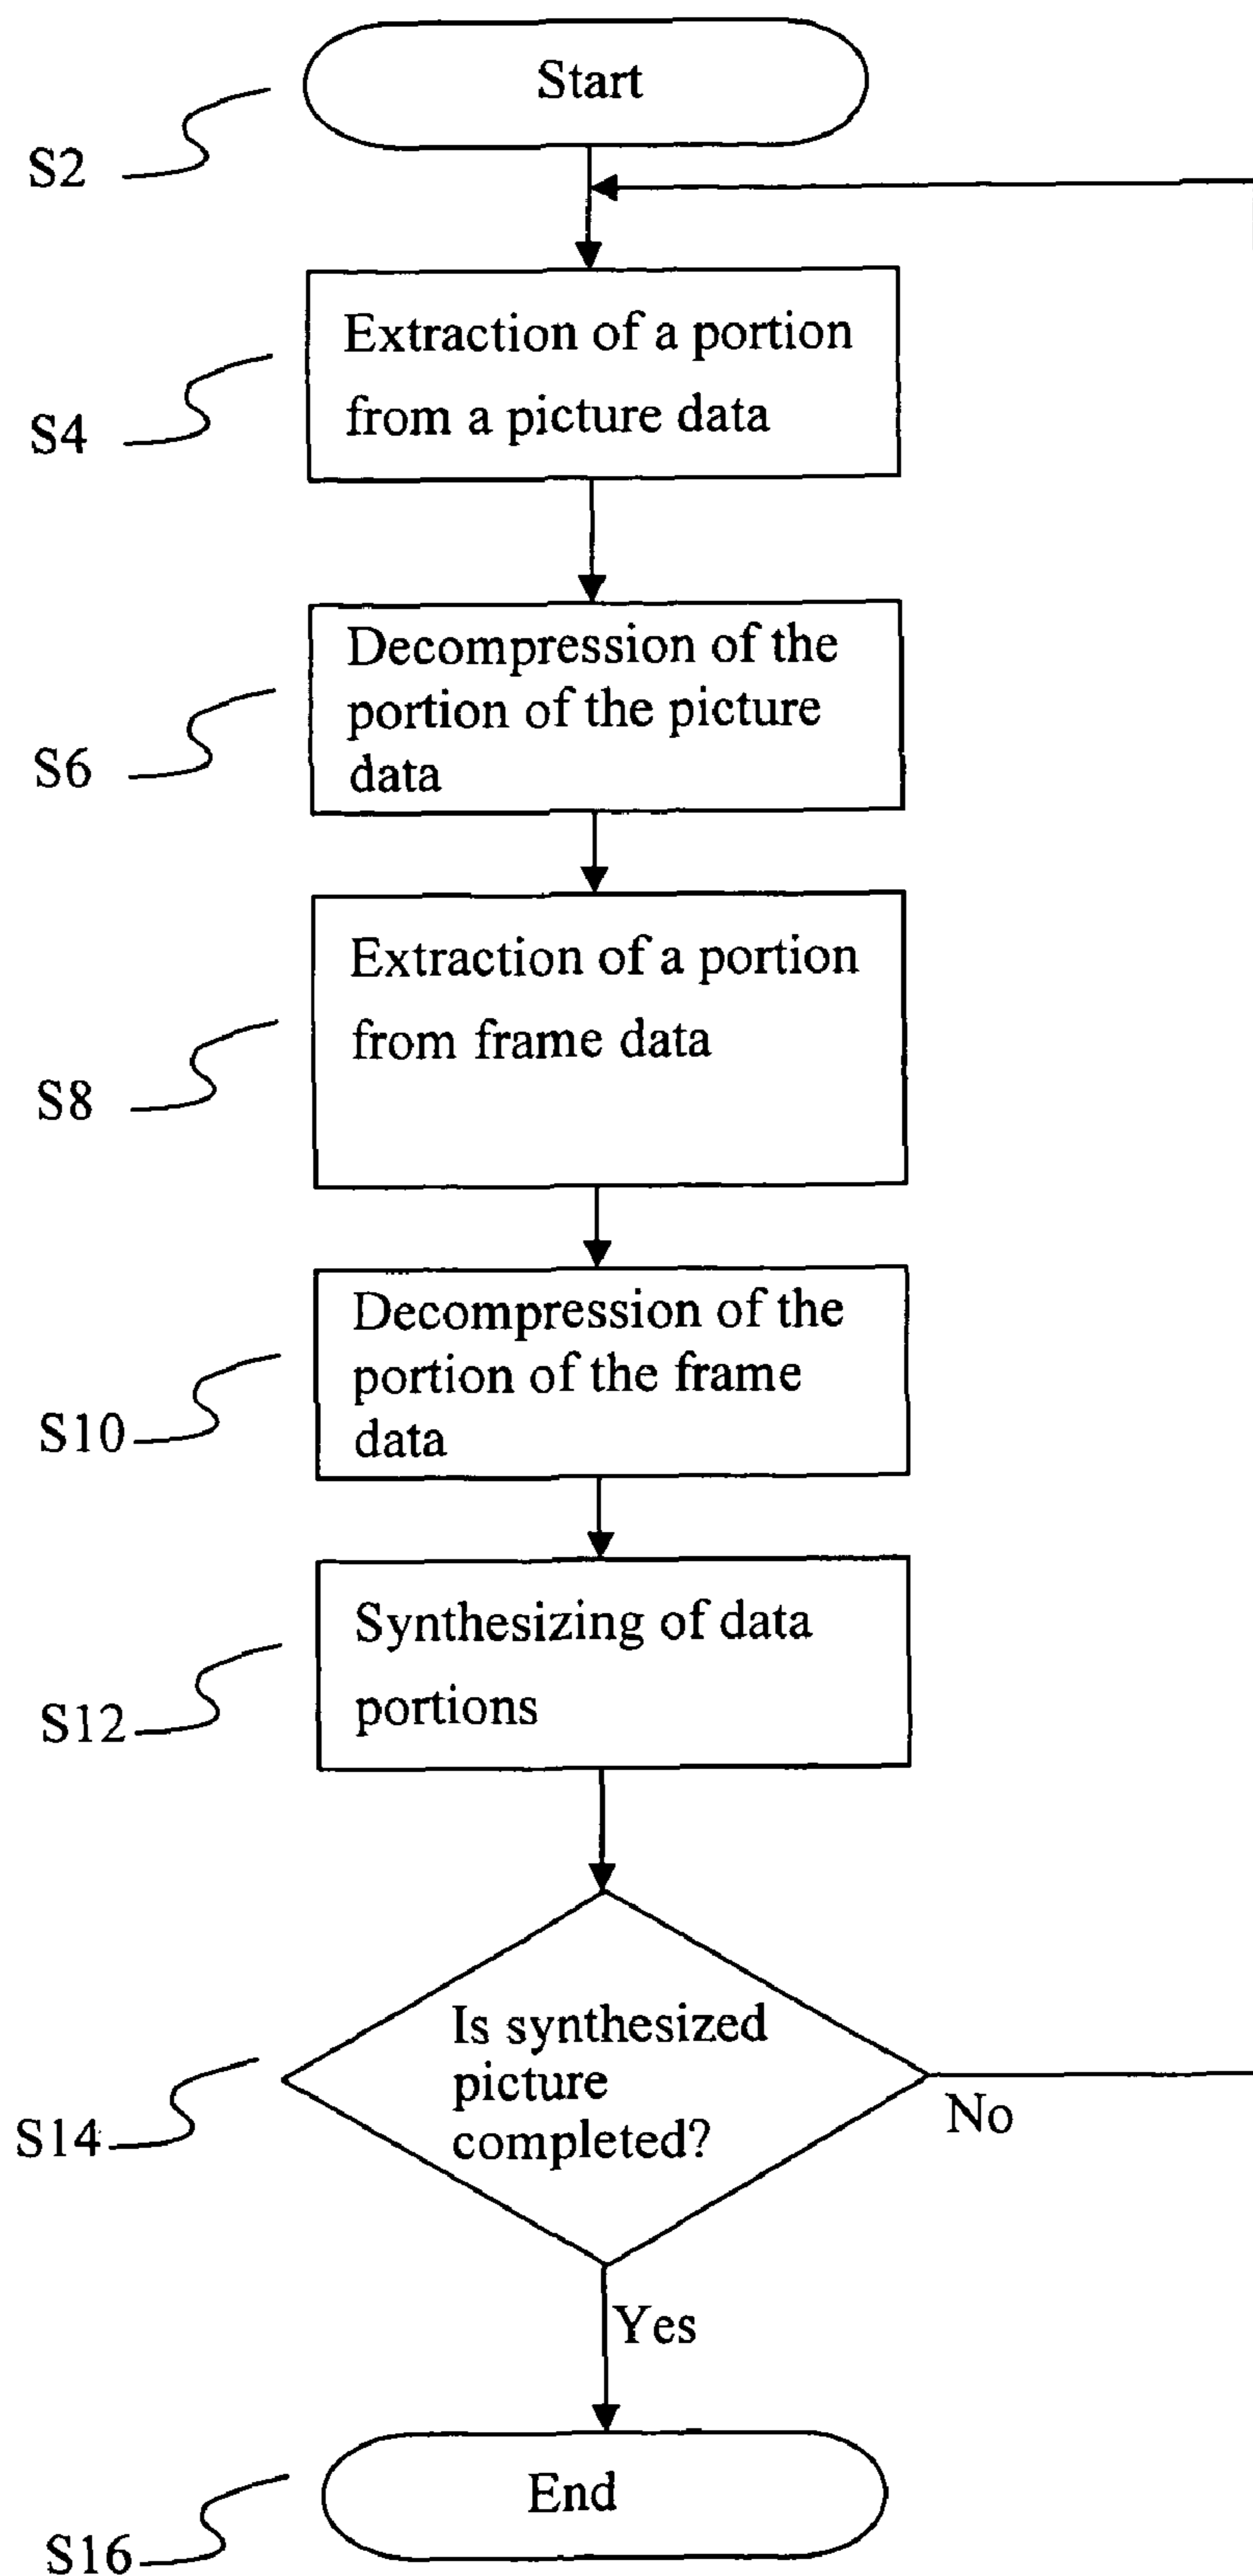 Start
S2
Extraction of a portion
from a picture data
S4
Decompression of the
portion of the picture
data
S6
Extraction of a portion
from frame data
S8
Decompression of the
portion of the frame
data
S10
Synthesizing of data
portions
S12
Is synthesized
picture
completed?
S14
No
Yes
End
S16